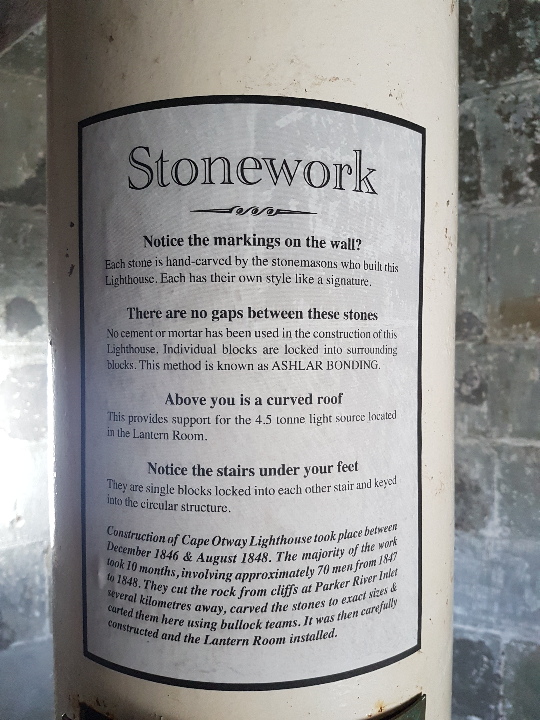 Stonework
Notice the markings on the wall?
Each stone is hand-carved by the stonemasons who built this
Lighthouse. Each has their own style like a signature.
There are no gaps between these stones
No cement or mortar has been used in the construction of this
Lighthouse. Individual blocks are locked into surrounding
blocks. This method is known as ASHLAR BONDING.
Above you is a curved roof
This provides support for the 4.5 tonne light source located
in the Lantern Room.
Notice the stairs under your feet
They are single blocks locked into each other stair and keyed
into the circular structure.
Construction of Cape Otway Lighthouse took place between
December 1846 & August 1848. The majority of the work
took 10 months, involving approximately 70 men from 1847
to 1848. They cut the rock from cliffs at Parker River Inlet
several kilometres away, carved the stones to exact sizes &
carted them here using bullock teams. It was then carefully
constructed and the Lantern Room installed.